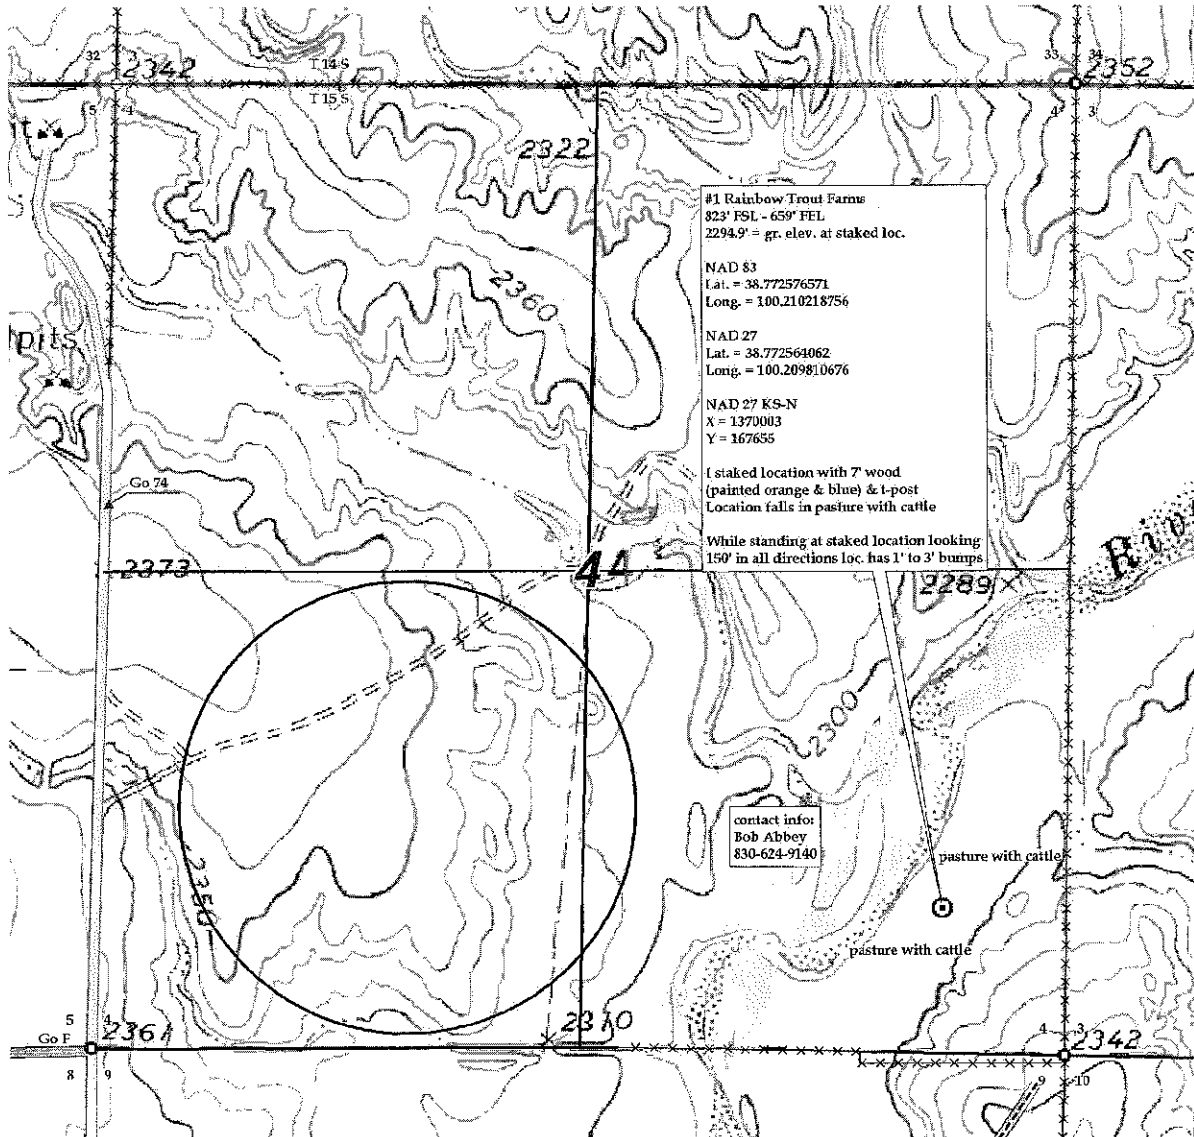 32
33
2342
T 14 S
33 34
2352
5 4
T 15 S
4 3
2322
#1 Rainbow Trout Farms
823' FSL - 659' FEL
2294.9' = gr. elev. at staked loc.
NAD 83
Lat. = 38.772576571
Long. = 100.210218756
NAD 27
Lat. = 38.772564062
Long. = 100.209810676
NAD 27 KS-N
X = 1370003
Y = 167655
I staked location with 7' wood
(painted orange & blue) & t-post
Location falls in pasture with cattle
While standing at staked location looking
150' in all directions loc. has 1' to 3' bumps
2360
pits
Go 74
2373
4
2289
2300
contact info:
Bob Abbey
830-624-9140
pasture with cattle
pasture with cattle
2350
5 4
Go F
2361
8 9
2310
4 3
2342
9 10